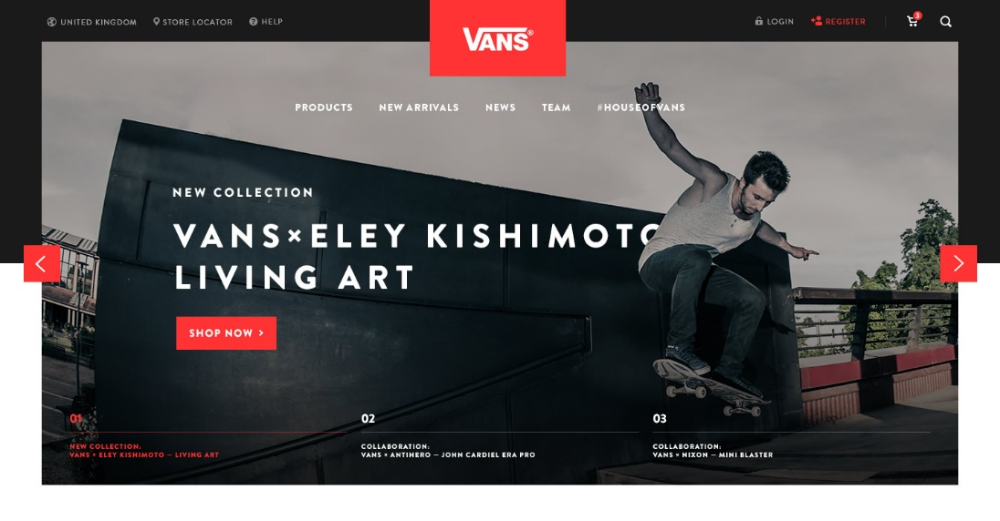 UNITED KINGDOM
STORE LOCATOR
HELP
VANS®
LOGIN
REGISTER
3
PRODUCTS
NEW ARRIVALS
NEWS
TEAM
#HOUSEOFVANS
NEW COLLECTION
VANS×ELEY KISHIMOTO
LIVING ART
SHOP NOW >
01
NEW COLLECTION:
VANS × ELEY KISHIMOTO — LIVING ART
02
COLLABORATION:
VANS × ANTIHERO — JOHN CARDIEL ERA PRO
03
COLLABORATION:
VANS × NIXON — MINI BLASTER